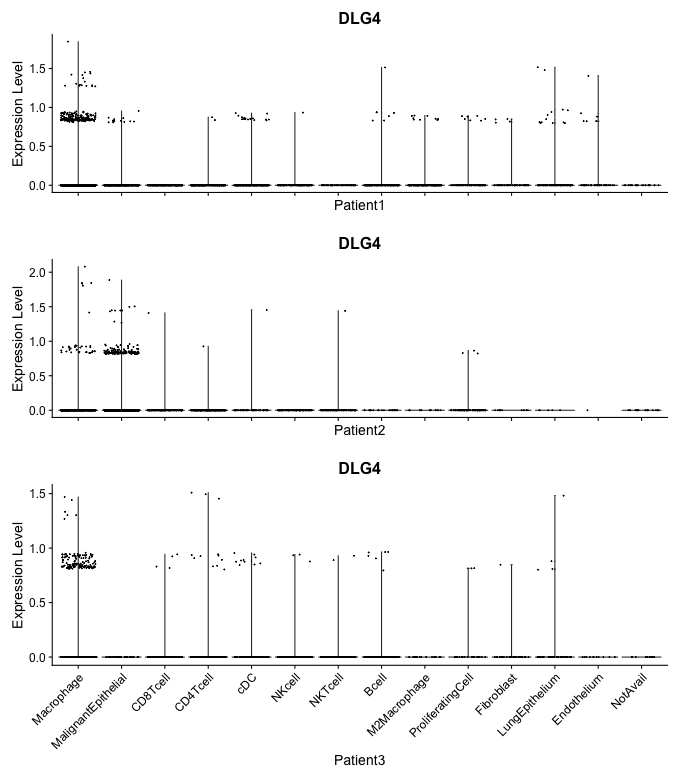 DLG4
Expression Level
1.5
1.0
0.5
0.0
Patient1
DLG4
Expression Level
2.0
1.5
1.0
0.5
0.0
Patient2
DLG4
Expression Level
1.5
1.0
0.5
0.0
Macrophage
MalignantEpithelial
CD8Tcell
CD4Tcell
cDC
NKcell
NKTcell
Bcell
M2Macrophage
ProliferatingCell
Fibroblast
LungEpithelium
Endothelium
NotAvail
Patient3